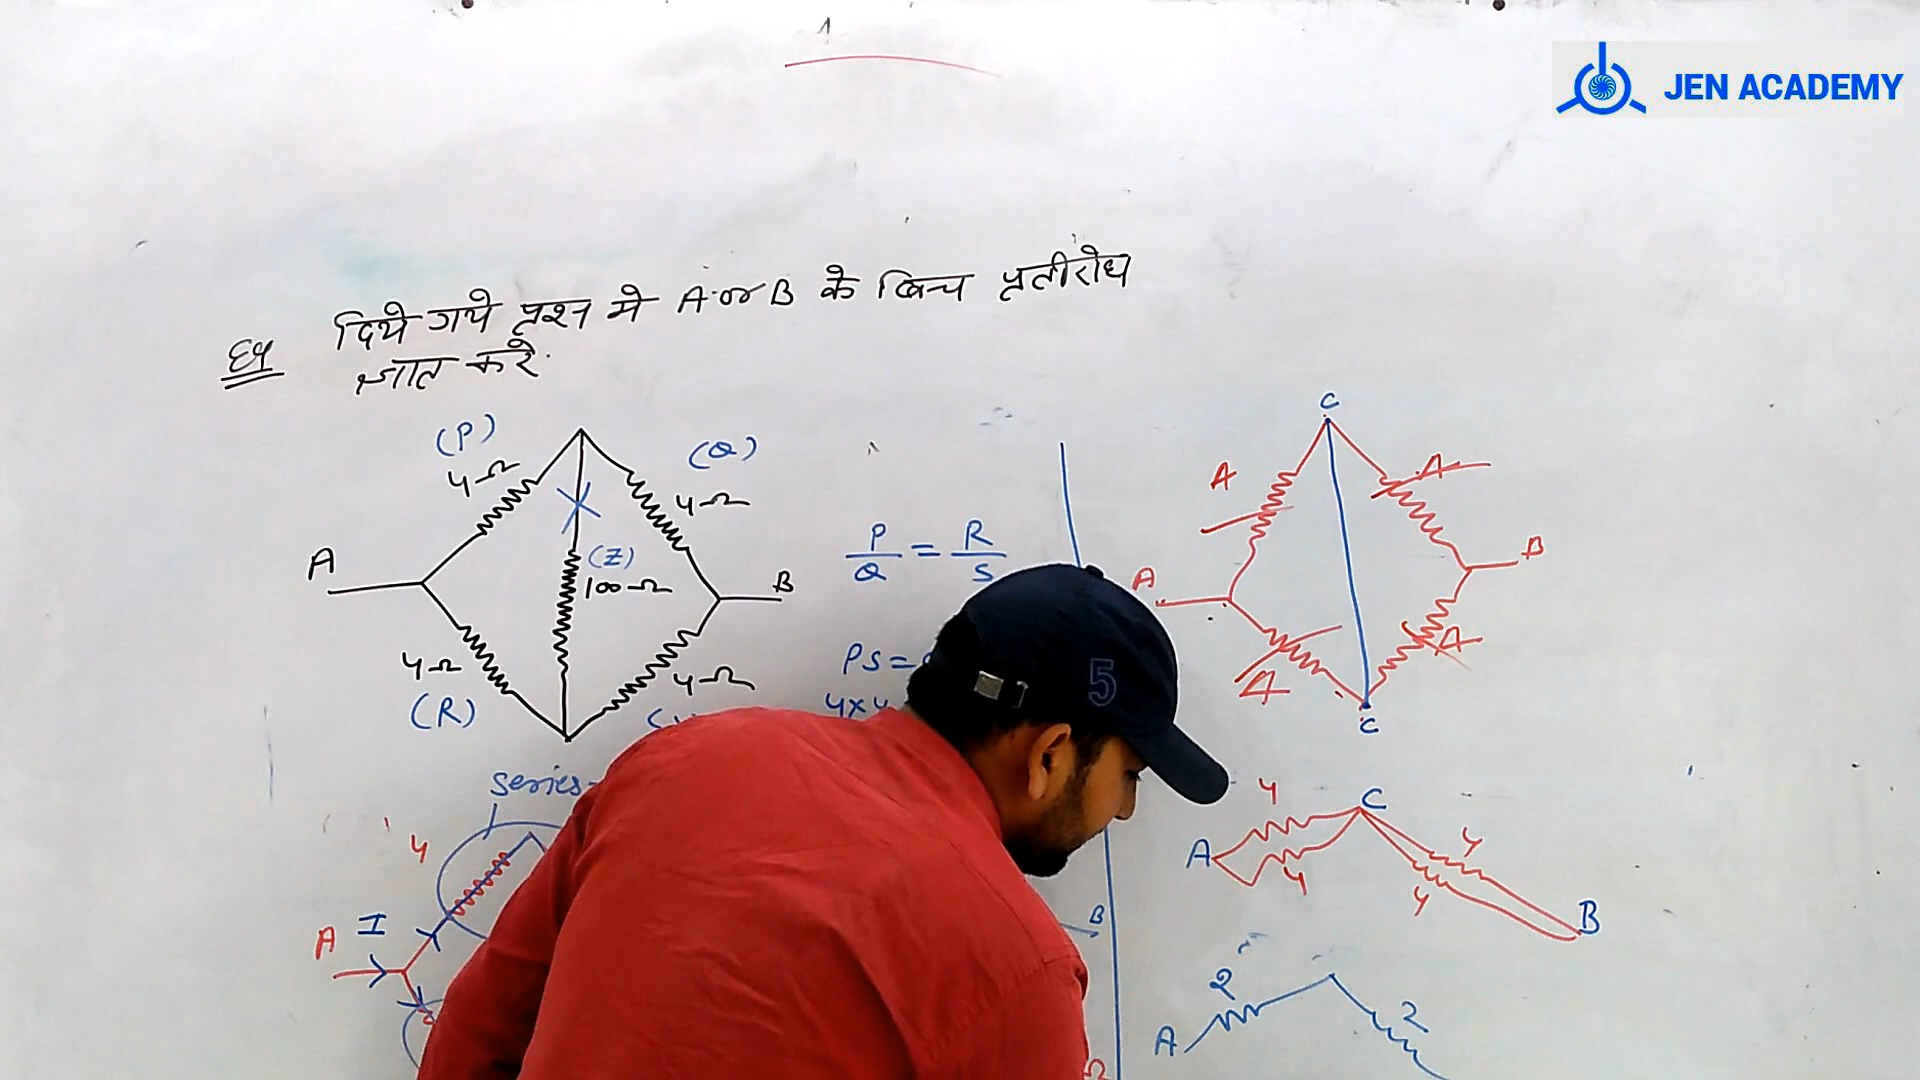 JEN ACADEMY
Eg दिये गये प्रश्न मे A or B के बिच प्रतीरोध
ज्ञात करे.
(P)
4Ω
(Q)
4Ω
A
(Z)
100Ω
B
4Ω
(R)
4Ω
P/Q = R/S
PS =
4×4
C
A
A
A
B
A
A
C
series
4
A I
B
4 C
A 4
4
4
B
2
2
A
Ω
5